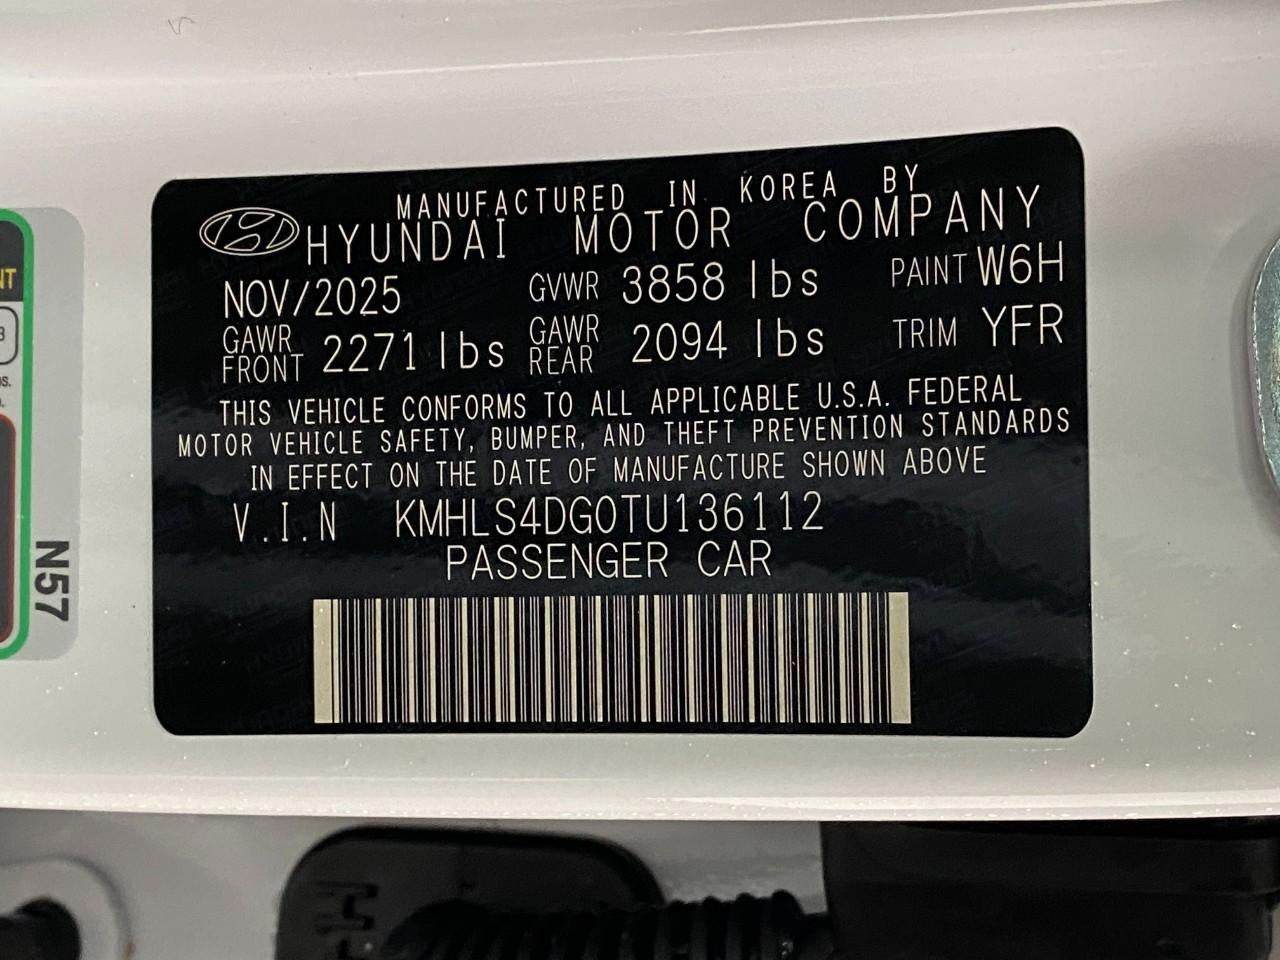 MANUFACTURED IN KOREA BY
HYUNDAI MOTOR COMPANY
NOV/2025 GVWR 3858 lbs PAINT W6H
GAWR FRONT 2271 lbs GAWR REAR 2094 lbs TRIM YFR
THIS VEHICLE CONFORMS TO ALL APPLICABLE U.S.A. FEDERAL
MOTOR VEHICLE SAFETY, BUMPER, AND THEFT PREVENTION STANDARDS
IN EFFECT ON THE DATE OF MANUFACTURE SHOWN ABOVE
V.I.N KMHLS4DG0TU136112
PASSENGER CAR
N57